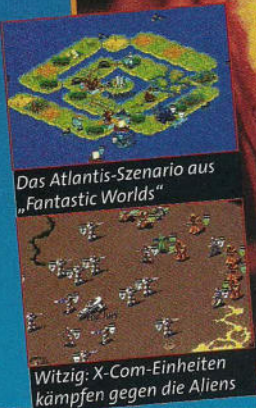 Das Atlantis-Szenario aus
„Fantastic Worlds“
Witzig: X-Com-Einheiten
kämpfen gegen die Aliens